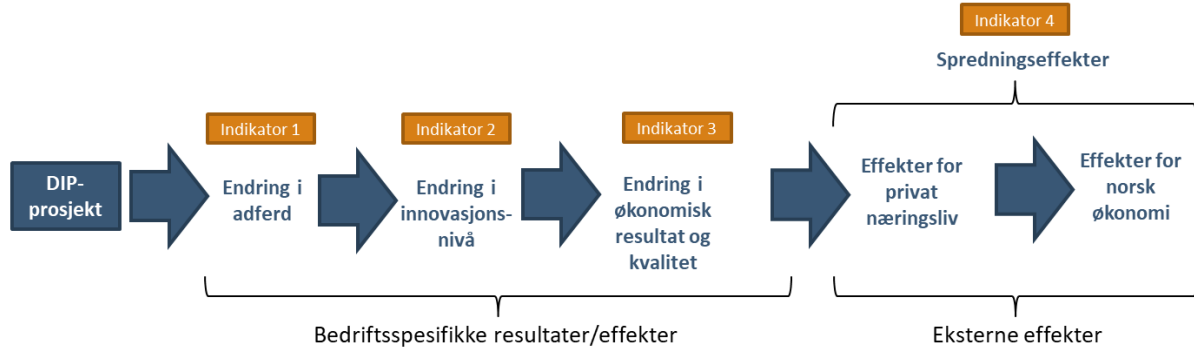 Indikator 4
Spredningseffekter
Indikator 1
Indikator 2
Indikator 3
DIP-
prosjekt
Endring i
adferd
Endring i
innovasjons-
nivå
Endring i
økonomisk
resultat og
kvalitet
Effekter for
privat
næringsliv
Effekter for
norsk
økonomi
Bedriftsspesifikke resultater/effekter
Eksterne effekter